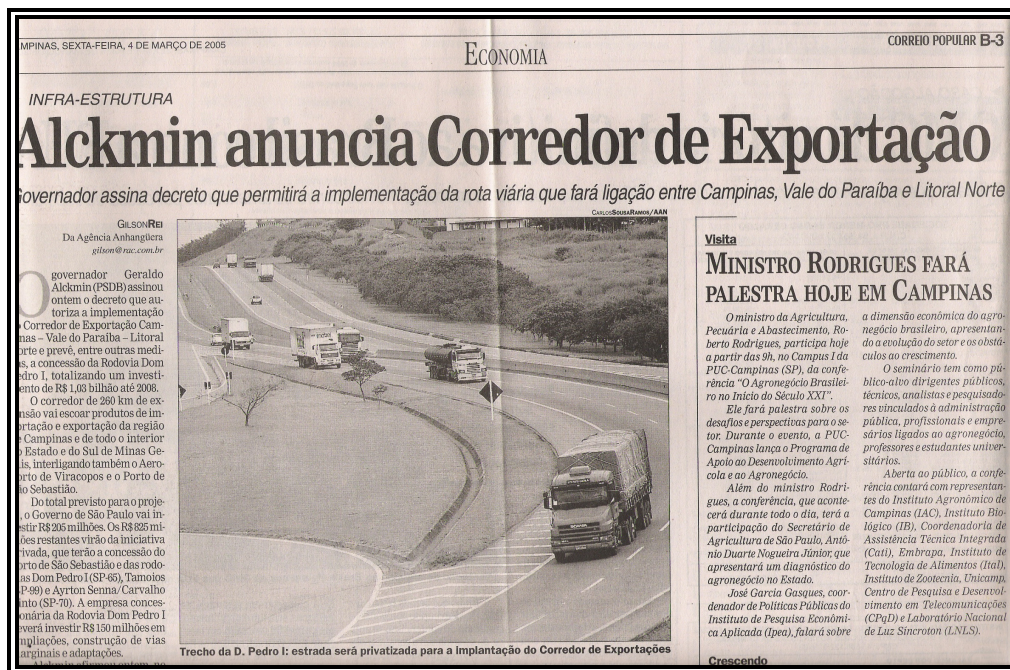 MPINAS, SEXTA-FEIRA, 4 DE MARÇO DE 2005
ECONOMIA
CORREIO POPULAR B-3
INFRA-ESTRUTURA
Alckmin anuncia Corredor de Exportação
Governador assina decreto que permitirá a implementação da rota viária que fará ligação entre Campinas, Vale do Paraíba e Litoral Norte
GILSON REI
Da Agência Anhangüera
gilson@rac.com.br
O governador Geraldo
Alckmin (PSDB) assinou
ontem o decreto que au-
toriza a implementação
o Corredor de Exportação Cam-
nas – Vale do Paraíba – Litoral
orte e prevê, entre outras medi-
as, a concessão da Rodovia Dom
edro I, totalizando um investi-
ento de R$ 1,03 bilhão até 2008.
O corredor de 260 km de ex-
nsão vai escoar produtos de im-
ortação e exportação da região
e Campinas e de todo o interior
o Estado e do Sul de Minas Ge-
is, interligando também o Aero-
orto de Viracopos e o Porto de
ão Sebastião.
Do total previsto para o proje-
, o Governo de São Paulo vai in-
estir R$ 205 milhões. Os R$ 825 mi-
ões restantes virão da iniciativa
rivada, que terão a concessão do
orto de São Sebastião e das rodo-
as Dom Pedro I (SP-65), Tamoios
SP-99) e Ayrton Senna/Carvalho
into (SP-70). A empresa conces-
onária da Rodovia Dom Pedro I
everá investir R$ 150 milhões em
mpliações, construção de vias
arginais e adaptações.
Alckmin afirmou ontem, no
CARLOS SOUSA RAMOS/AAN
SCANIA
Trecho da D. Pedro I: estrada será privatizada para a implantação do Corredor de Exportações
Visita
MINISTRO RODRIGUES FARÁ
PALESTRA HOJE EM CAMPINAS
O ministro da Agricultura,
Pecuária e Abastecimento, Ro-
berto Rodrigues, participa hoje
a partir das 9h, no Campus I da
PUC-Campinas (SP), da confe-
rência "O Agronegócio Brasilei-
ro no Início do Século XXI".
Ele fará palestra sobre os
desafios e perspectivas para o se-
tor. Durante o evento, a PUC-
Campinas lança o Programa de
Apoio ao Desenvolvimento Agrí-
cola e ao Agronegócio.
Além do ministro Rodri-
gues, a conferência, que aconte-
cerá durante todo o dia, terá a
participação do Secretário de
Agricultura de São Paulo, Antô-
nio Duarte Nogueira Júnior, que
apresentará um diagnóstico do
agronegócio no Estado.
José Garcia Gasques, coor-
denador de Políticas Públicas do
Instituto de Pesquisa Econômi-
ca Aplicada (Ipea), falará sobre
a dimensão econômica do agro-
negócio brasileiro, apresentan-
do a evolução do setor e os obstá-
culos ao crescimento.
O seminário tem como pú-
blico-alvo dirigentes públicos,
técnicos, analistas e pesquisado-
res vinculados à administração
pública, profissionais e empre-
sários ligados ao agronegócio,
professores e estudantes univer-
sitários.
Aberta ao público, a confe-
rência contará com representan-
tes do Instituto Agronômico de
Campinas (IAC), Instituto Bio-
lógico (IB), Coordenadoria de
Assistência Técnica Integrada
(Cati), Embrapa, Instituto de
Tecnologia de Alimentos (Ital),
Instituto de Zootecnia, Unicamp,
Centro de Pesquisa e Desenvol-
vimento em Telecomunicações
(CPqD) e Laboratório Nacional
de Luz Síncroton (LNLS).
Crescendo